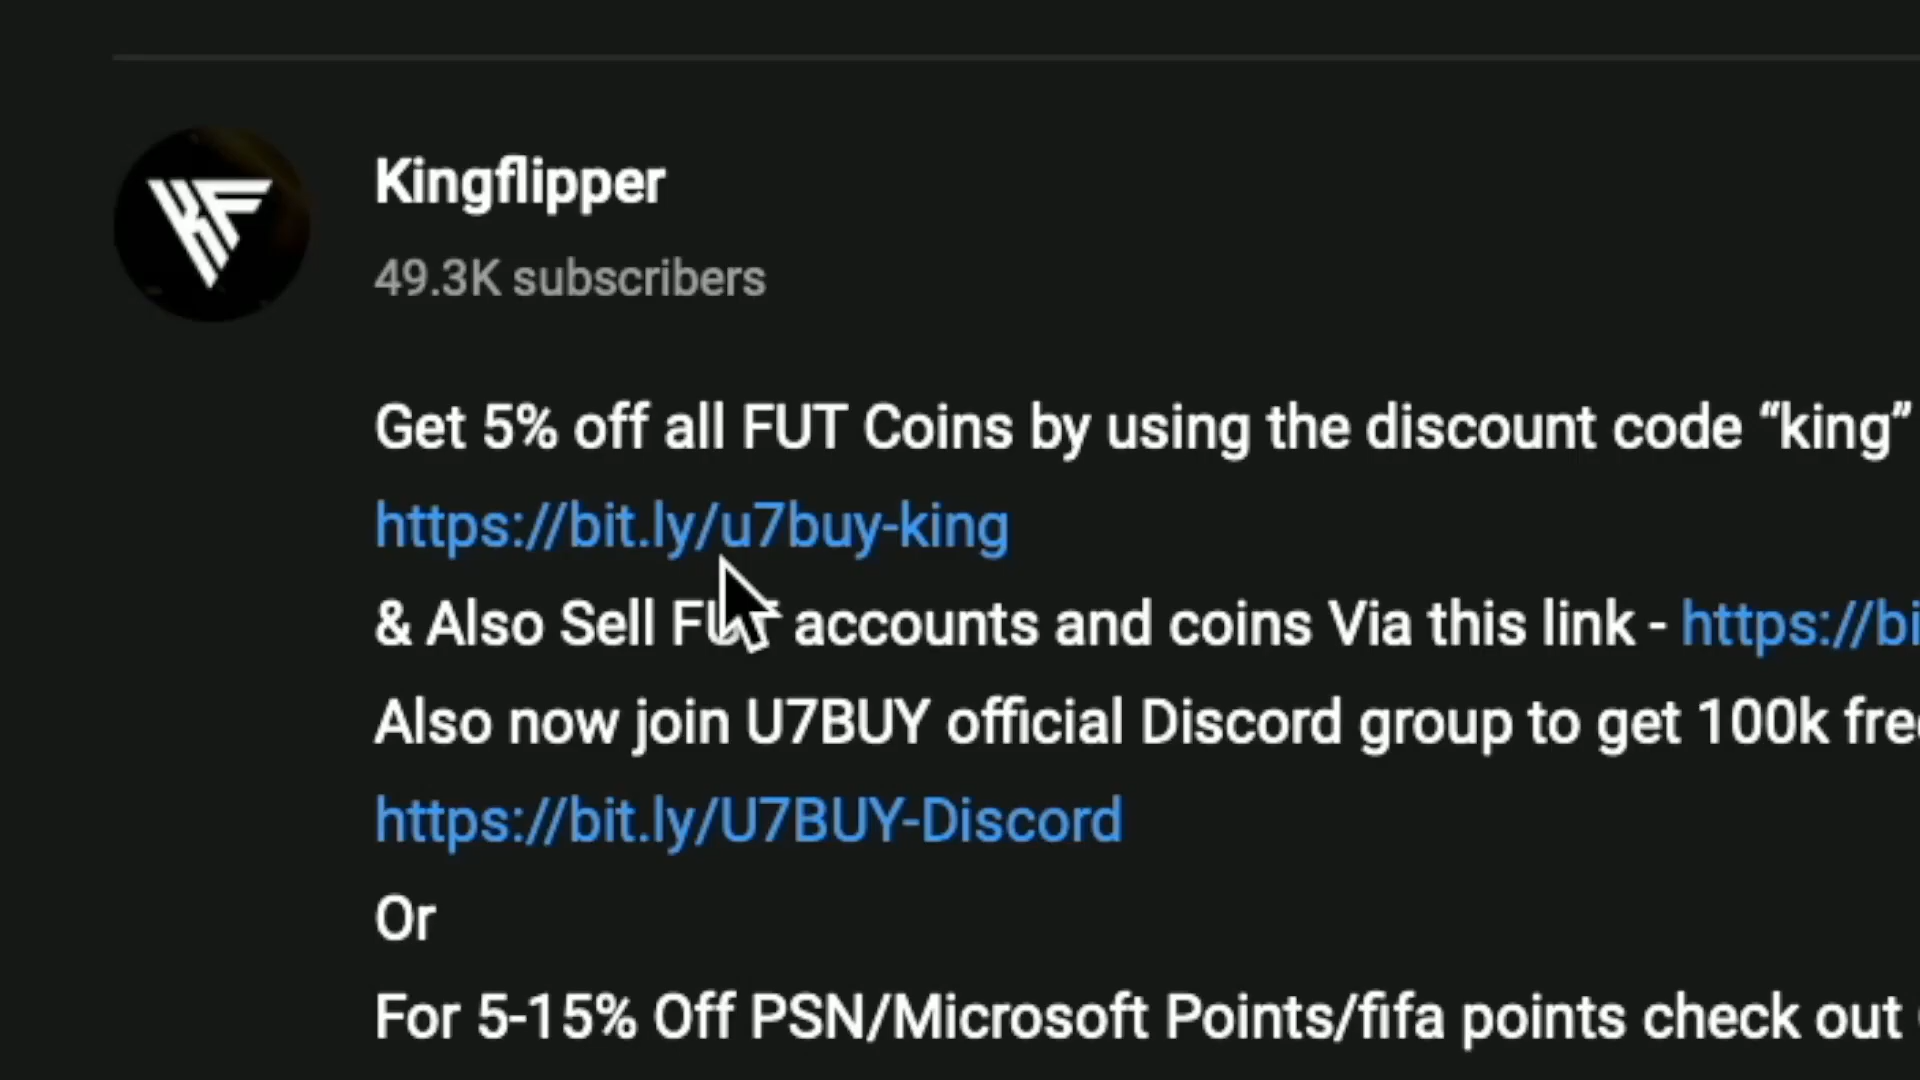 KF
Kingflipper
49.3K subscribers
Get 5% off all FUT Coins by using the discount code “king”
https://bit.ly/u7buy-king
& Also Sell FUT accounts and coins Via this link - https://bi
Also now join U7BUY official Discord group to get 100k free
https://bit.ly/U7BUY-Discord
Or
For 5-15% Off PSN/Microsoft Points/fifa points check out